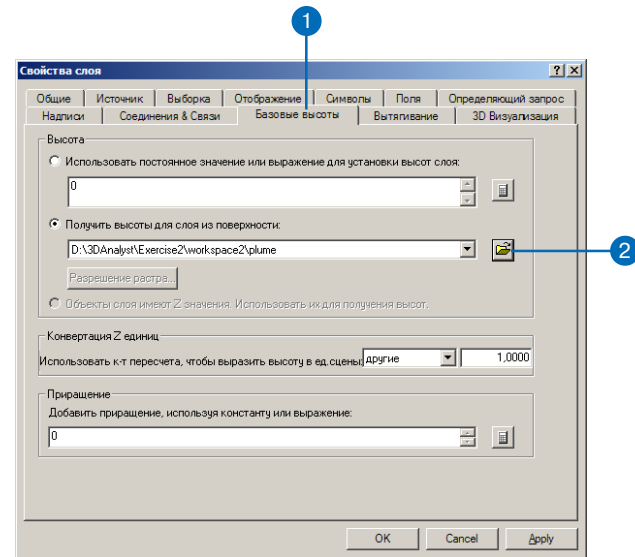 1
Свойства слоя
Общие Источник Выборка Отображение Символы Поля Определяющий запрос
Надписи Соединения & Связи Базовые высоты Вытягивание 3D Визуализация
Высота
Использовать постоянное значение или выражение для установки высот слоя:
0
Получить высоты для слоя из поверхности:
D:\3DAnalyst\Exercise2\workspace2\plume
2
Разрешение растра...
Объекты слоя имеют Z значения. Использовать их для получения высот.
Конвертация Z единиц
Использовать к-т пересчета, чтобы выразить высоту в ед.сцены: другие 1,0000
Приращение
Добавить приращение, используя константу или выражение:
0
OK Cancel Apply